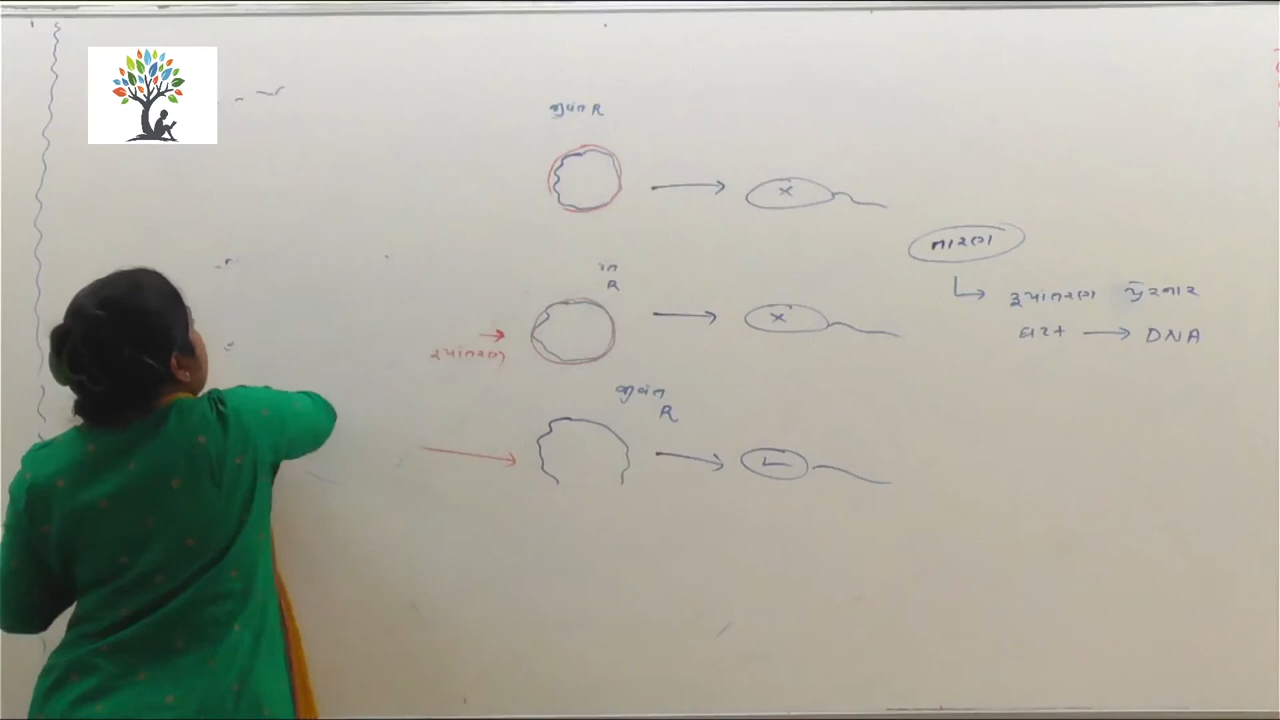 જીવંત R
R
રૂપાંતરણ
જીવંત
R
તારણ
રૂપાંતરણ પ્રેરનાર
ઘટક → DNA